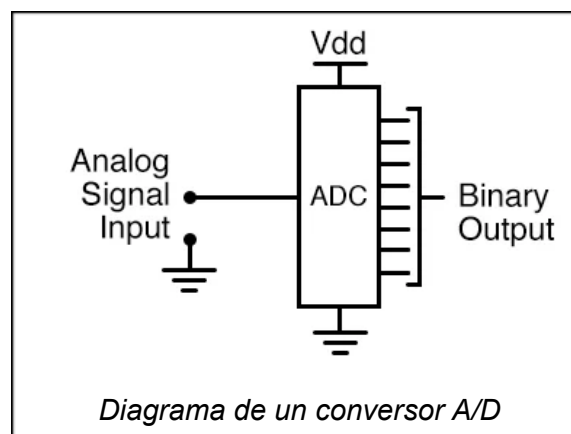 Vdd
Analog
Signal
Input
ADC
Binary
Output
Diagrama de un conversor A/D